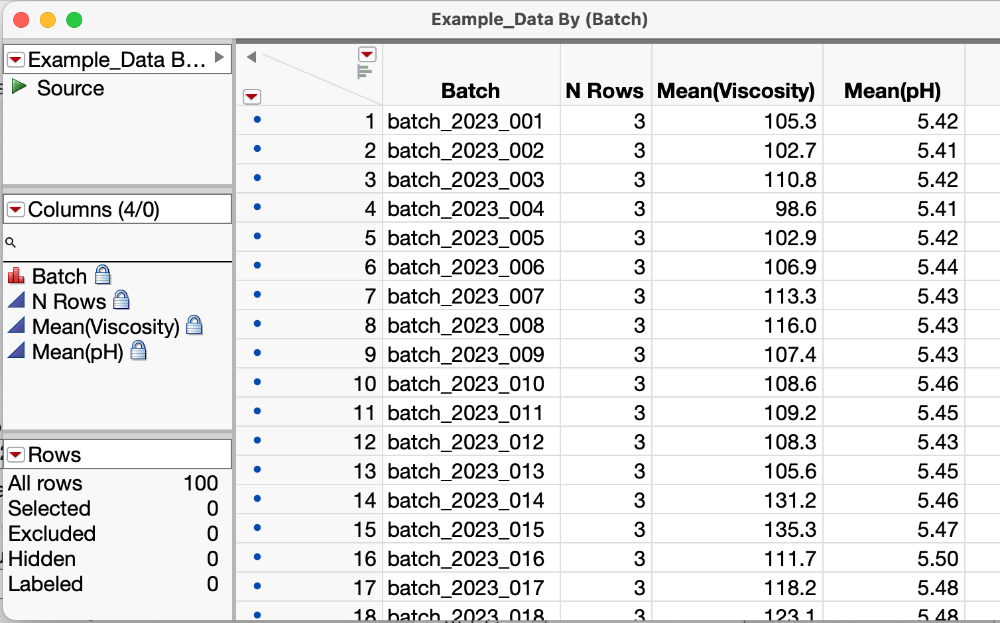 Example_Data By (Batch)
Example_Data B...
Source
Columns (4/0)
Batch
N Rows
Mean(Viscosity)
Mean(pH)
Rows
All rows 100
Selected 0
Excluded 0
Hidden 0
Labeled 0
Batch N Rows Mean(Viscosity) Mean(pH)
1 batch_2023_001 3 105.3 5.42
2 batch_2023_002 3 102.7 5.41
3 batch_2023_003 3 110.8 5.42
4 batch_2023_004 3 98.6 5.41
5 batch_2023_005 3 102.9 5.42
6 batch_2023_006 3 106.9 5.44
7 batch_2023_007 3 113.3 5.43
8 batch_2023_008 3 116.0 5.43
9 batch_2023_009 3 107.4 5.43
10 batch_2023_010 3 108.6 5.46
11 batch_2023_011 3 109.2 5.45
12 batch_2023_012 3 108.3 5.43
13 batch_2023_013 3 105.6 5.45
14 batch_2023_014 3 131.2 5.46
15 batch_2023_015 3 135.3 5.47
16 batch_2023_016 3 111.7 5.50
17 batch_2023_017 3 118.2 5.48
18 batch_2023_018 3 123.1 5.48